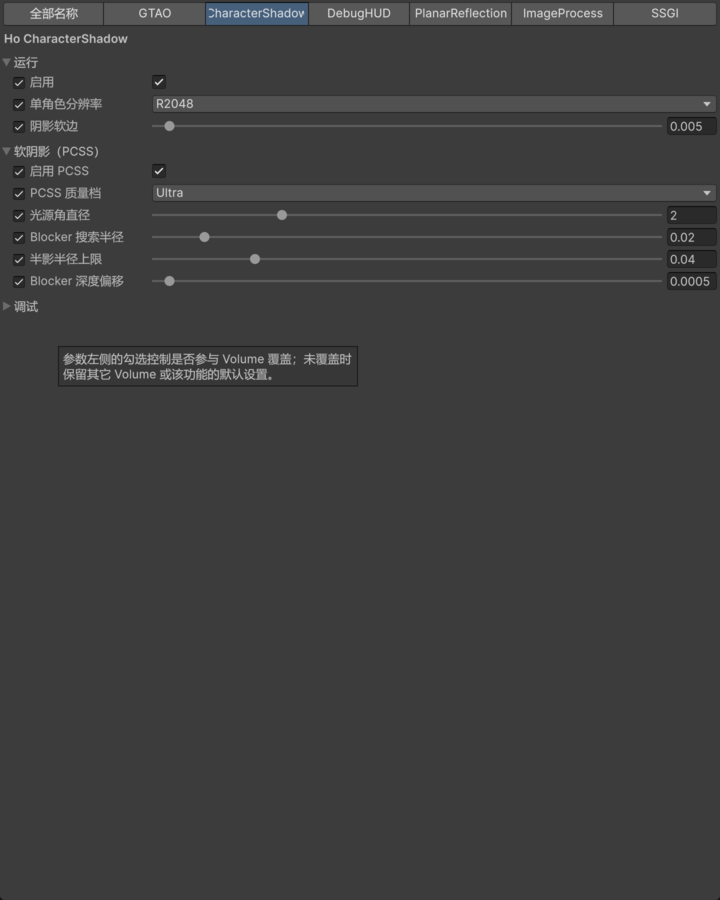 全部名称 GTAO CharacterShadow DebugHUD PlanarReflection ImageProcess SSGI
Ho CharacterShadow
运行
启用
单角色分辨率 R2048
阴影软边 0.005
软阴影（PCSS）
启用 PCSS
PCSS 质量档 Ultra
光源角直径 2
Blocker 搜索半径 0.02
半影半径上限 0.04
Blocker 深度偏移 0.0005
调试
参数左侧的勾选控制是否参与 Volume 覆盖；未覆盖时
保留其它 Volume 或该功能的默认设置。